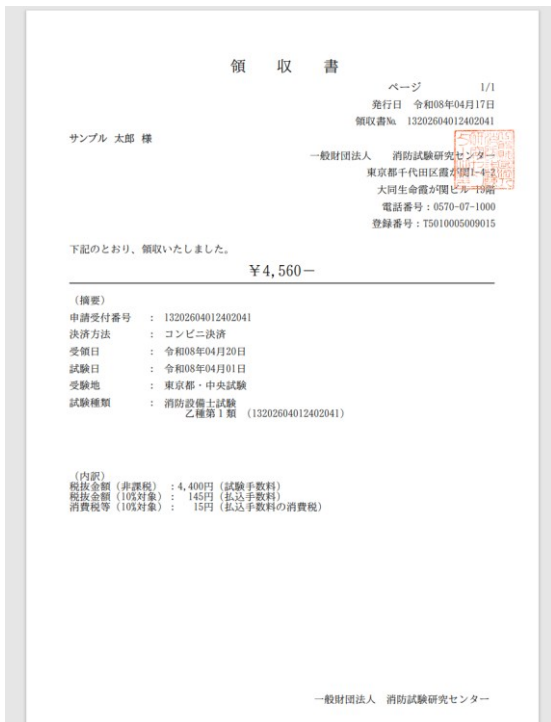 領 収 書
ページ 1/1
発行日 令和08年04月17日
領収書№ 13202604012402041
サンプル 太郎 様
一般財団法人 消防試験研究センター
東京都千代田区霞が関1-4-2
大同生命霞が関ビル 19階
電話番号：0570-07-1000
登録番号：T5010005009015
下記のとおり、領収いたしました。
￥4,560－
（摘要）
申請受付番号 ： 13202604012402041
決済方法 ： コンビニ決済
受領日 ： 令和08年04月20日
試験日 ： 令和08年04月01日
受験地 ： 東京都・中央試験
試験種類 ： 消防設備士試験
乙種第１類 （13202604012402041）
（内訳）
税抜金額（非課税） ：4,400円（試験手数料）
税抜金額（10%対象）： 145円（払込手数料）
消費税等（10%対象）： 15円（払込手数料の消費税）
一般財団法人 消防試験研究センター